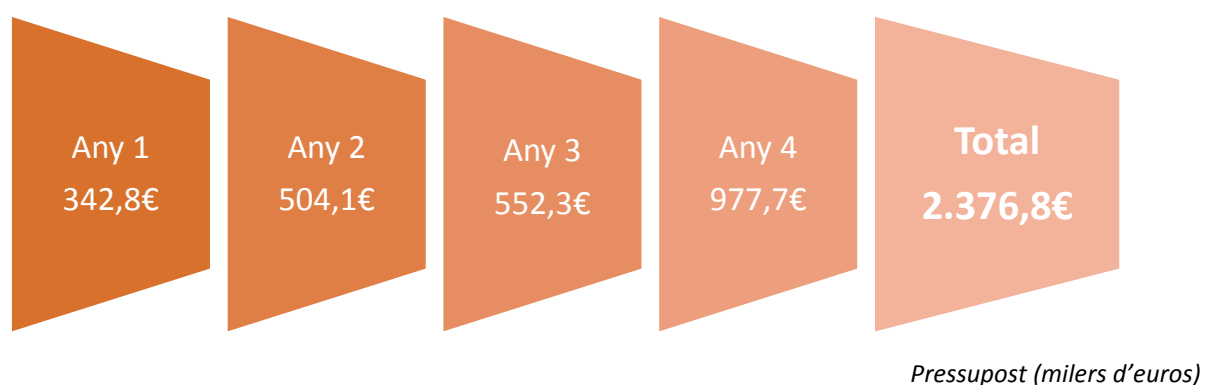 Any 1
342,8€
Any 2
504,1€
Any 3
552,3€
Any 4
977,7€
Total
2.376,8€
Pressupost (milers d’euros)